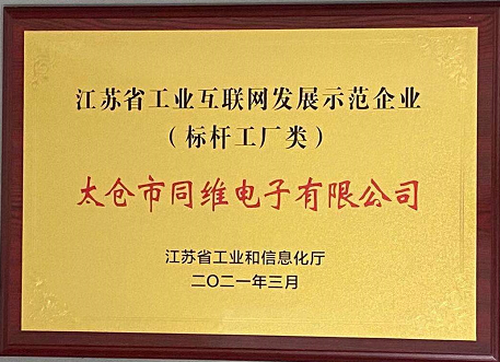 江苏省工业互联网发展示范企业
（标杆工厂类）
太仓市同维电子有限公司
江苏省工业和信息化厅
二〇二一年三月